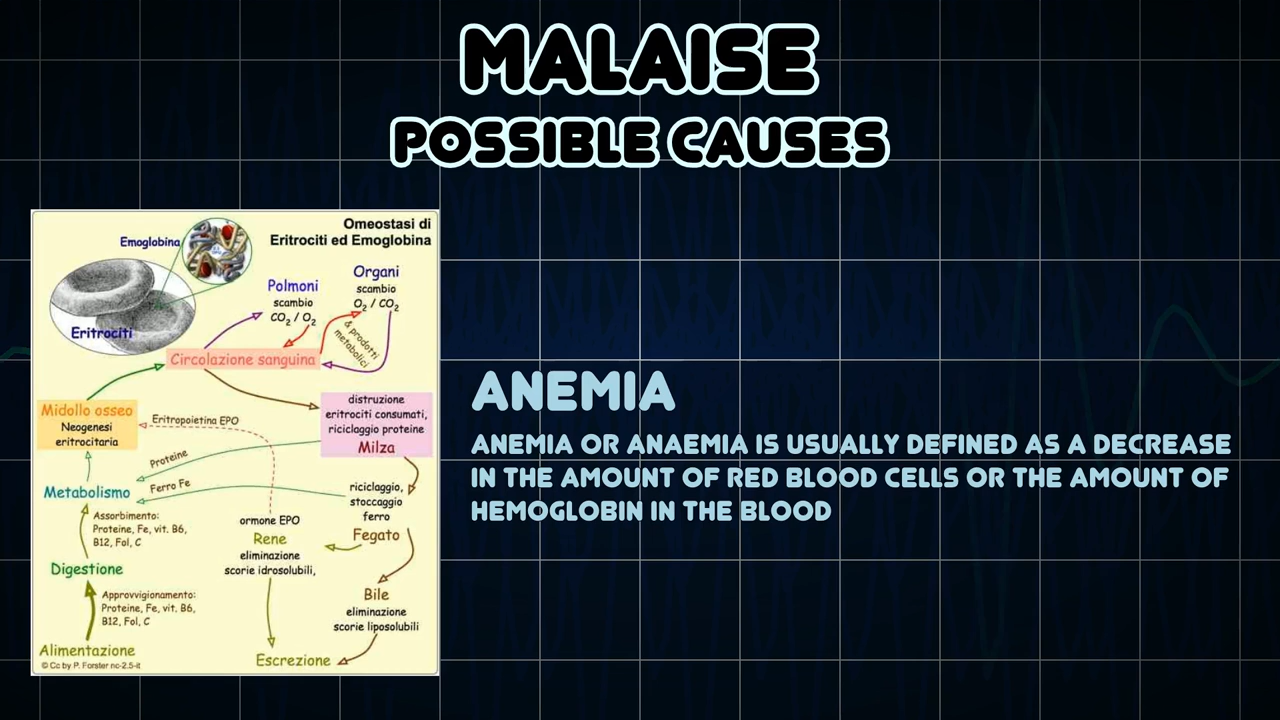 MALAISE
POSSIBLE CAUSES
Omeostasi di
Eritrociti ed Emoglobina
Emoglobina
Eritrociti
Polmoni
scambio
CO2 / O2
Organi
scambio
O2 / CO2
& prodotti
metabolici
Circolazione sanguina
Midollo osseo
Neogenesi
eritrocitaria
Eritropoietina EPO
distruzione
eritrociti consumati,
riciclaggio proteine
Milza
Proteine
Ferro Fe
Metabolismo
Assorbimento:
Proteine, Fe, vit. B6,
B12, Fol, C
riciclaggio,
stoccaggio
ferro
Fegato
ormone EPO
Rene
eliminazione
scorie idrosolubili,
Digestione
Approvvigionamento:
Proteine, Fe, vit. B6,
B12, Fol, C
Bile
eliminazione
scorie liposolubili
Alimentazione
Escrezione
© Cc by P. Forster nc-2.5-it
ANEMIA
ANEMIA OR ANAEMIA IS USUALLY DEFINED AS A DECREASE
IN THE AMOUNT OF RED BLOOD CELLS OR THE AMOUNT OF
HEMOGLOBIN IN THE BLOOD